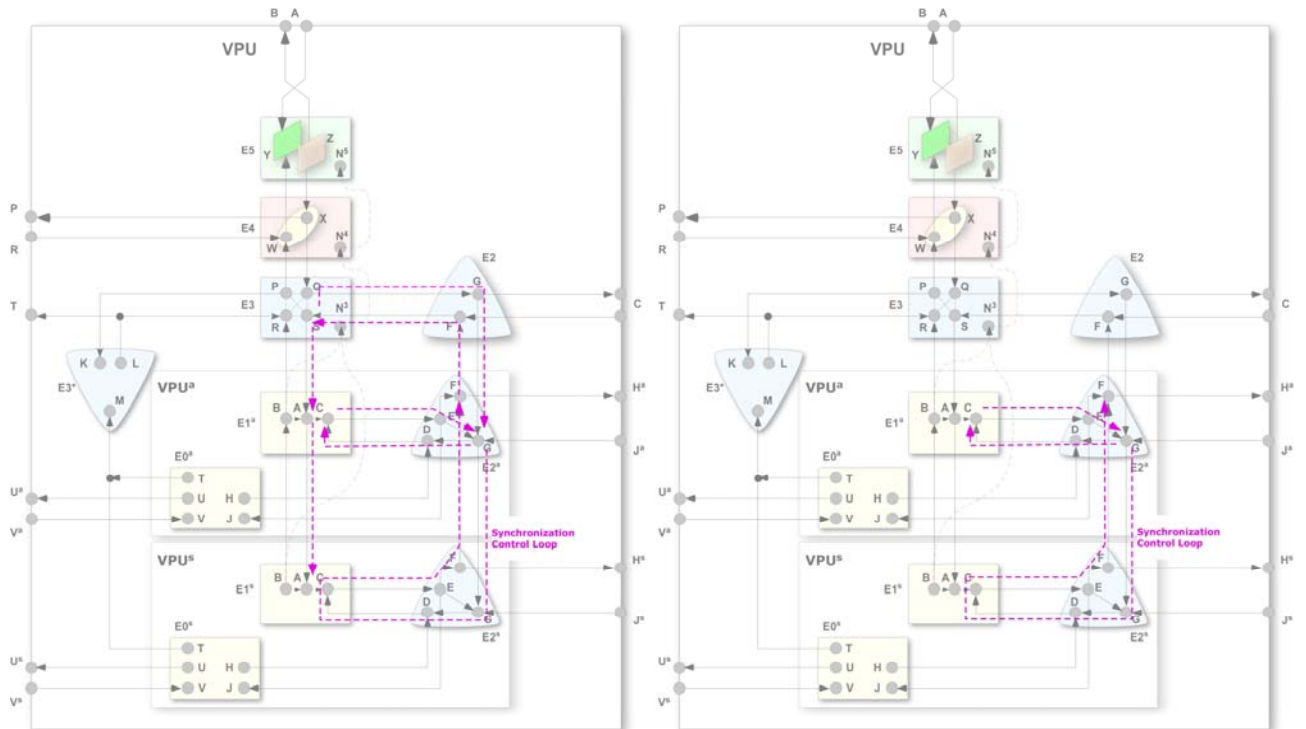 B A
VPU
Z
E5
Y
N⁵
P
X
E4
R
W
N⁴
E2
P
Q
G
E3
N³
T
C
R
S
F
K
L
E3*
M
VPUᵃ
F
Hᵃ
B
A
C
E
E1ᵃ
D
G
Jᵃ
E0ᵃ
E2ᵃ
T
Uᵃ
U
H
V
J
Vᵃ
Synchronization
Control Loop
VPUˢ
F
Hˢ
B
A
C
E
E1ˢ
D
G
Jˢ
E0ˢ
E2ˢ
T
Uˢ
U
H
V
J
Vˢ
B A
VPU
Z
E5
Y
N⁵
P
X
E4
R
W
N⁴
E2
P
Q
G
E3
N³
T
C
R
S
F
K
L
E3*
M
VPUᵃ
F
Hᵃ
B
A
C
E
E1ᵃ
D
G
Jᵃ
E0ᵃ
E2ᵃ
T
Uᵃ
U
H
V
J
Vᵃ
Synchronization
Control Loop
VPUˢ
F
Hˢ
B
A
C
E
E1ˢ
D
G
Jˢ
E0ˢ
E2ˢ
T
Uˢ
U
H
V
J
Vˢ